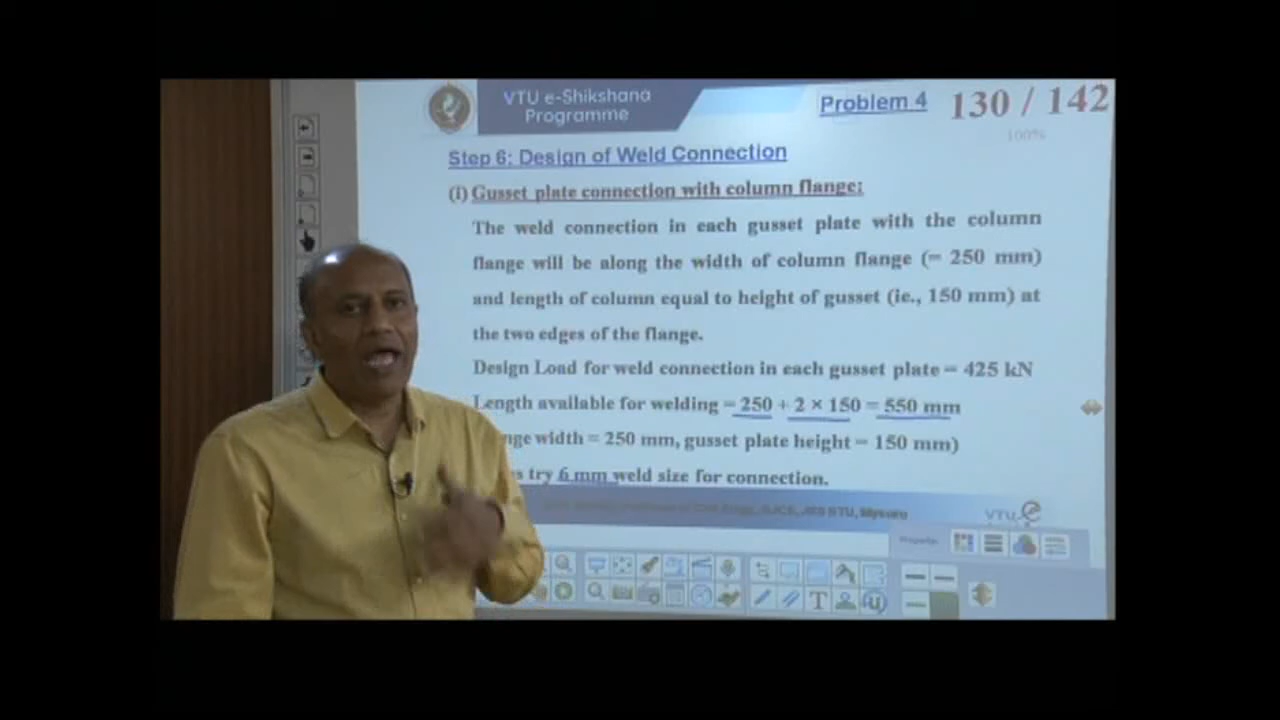 VTU e-Shikshana
Programme
Problem 4
130 / 142
100%
Step 6: Design of Weld Connection
(i) Gusset plate connection with column flange:
The weld connection in each gusset plate with the column
flange will be along the width of column flange (= 250 mm)
and length of column equal to height of gusset (ie., 150 mm) at
the two edges of the flange.
Design Load for weld connection in each gusset plate = 425 kN
Length available for welding = 250 + 2 × 150 = 550 mm
width = 250 mm, gusset plate height = 150 mm)
try 6 mm weld size for connection.
Mysuru
VTU
Properties
T